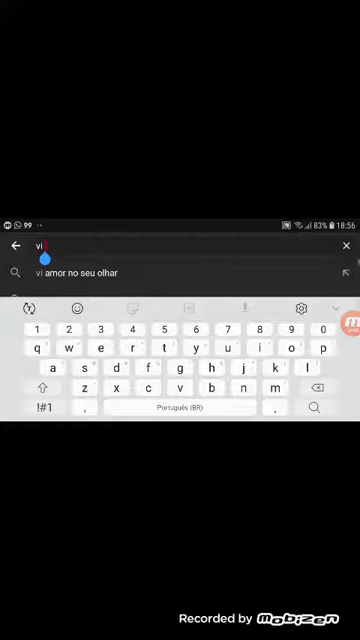 99 ·· 83% 18:56
vi
vi amor no seu olhar
1 2 3 4 5 6 7 8 9 0
q w e r t y u i o p
a s d f g h j k l
z x c v b n m
!#1 , Português (BR) .
Recorded by mobizen